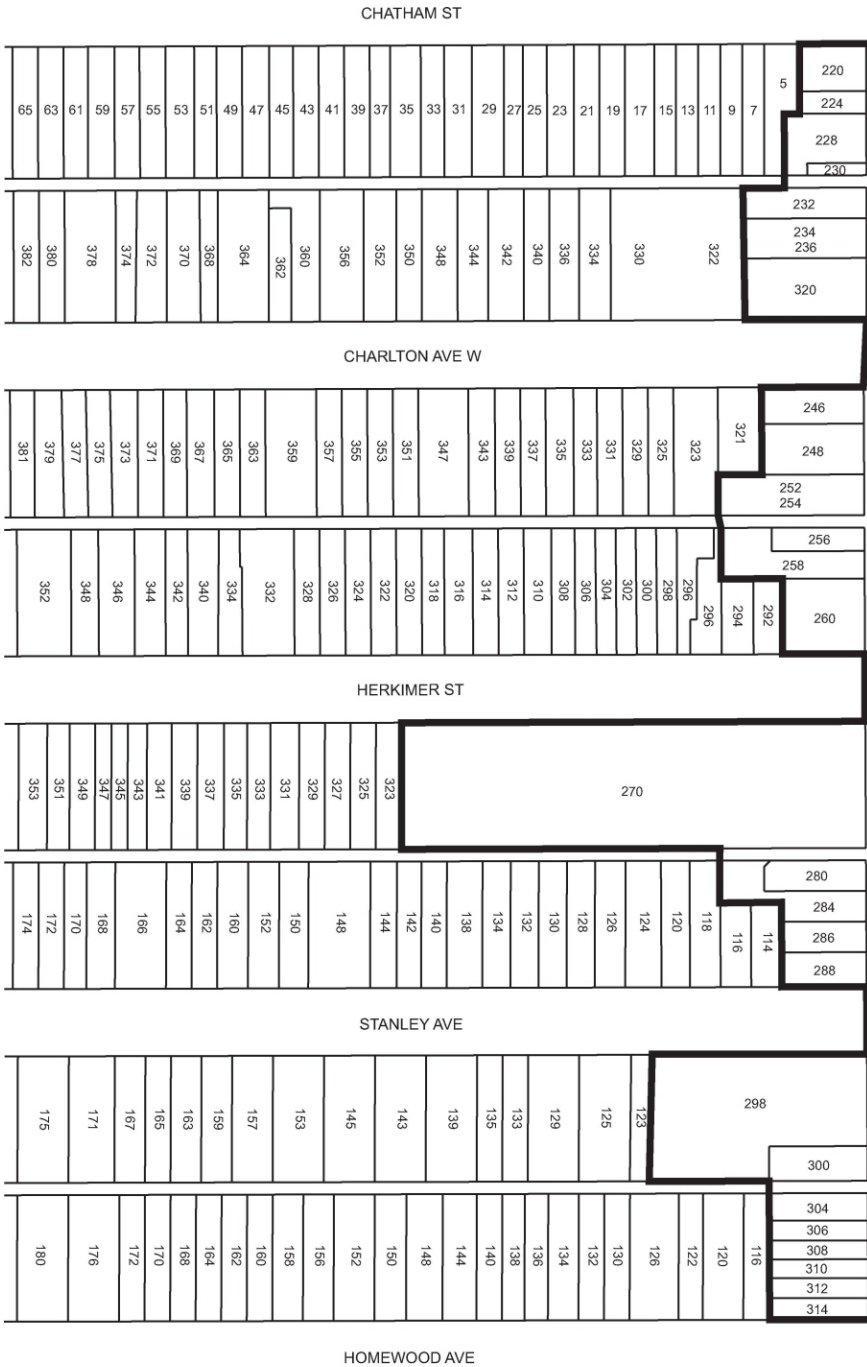 CHATHAM ST
65 63 61 59 57 55 53 51 49 47 45 43 41 39 37 35 33 31 29 27 25 23 21 19 17 15 13 11 9 7 5
220
224
228
230
382 380 378 374 372 370 368 364 362 360 356 352 350 348 344 342 340 336 334 330 322
232
234
236
320
CHARLTON AVE W
381 379 377 375 373 371 369 367 365 363 359 357 355 353 351 347 343 339 337 335 333 331 329 325 323 321
246
248
252
254
352 348 346 344 342 340 334 332 328 326 324 322 320 318 316 314 312 310 308 306 304 302 300 298 296 296 294 292
256
258
260
HERKIMER ST
353 351 349 347 345 343 341 339 337 335 333 331 329 327 325 323
270
174 172 170 168 166 164 162 160 152 150 148 144 142 140 138 134 132 130 128 126 124 120 118 116 114
280
284
286
288
STANLEY AVE
175 171 167 165 163 159 157 153 145 143 139 135 133 129 125 123
298
300
180 176 172 170 168 164 162 160 158 156 152 150 148 144 140 138 136 134 132 130 126 122 120 116
304
306
308
310
312
314
HOMEWOOD AVE